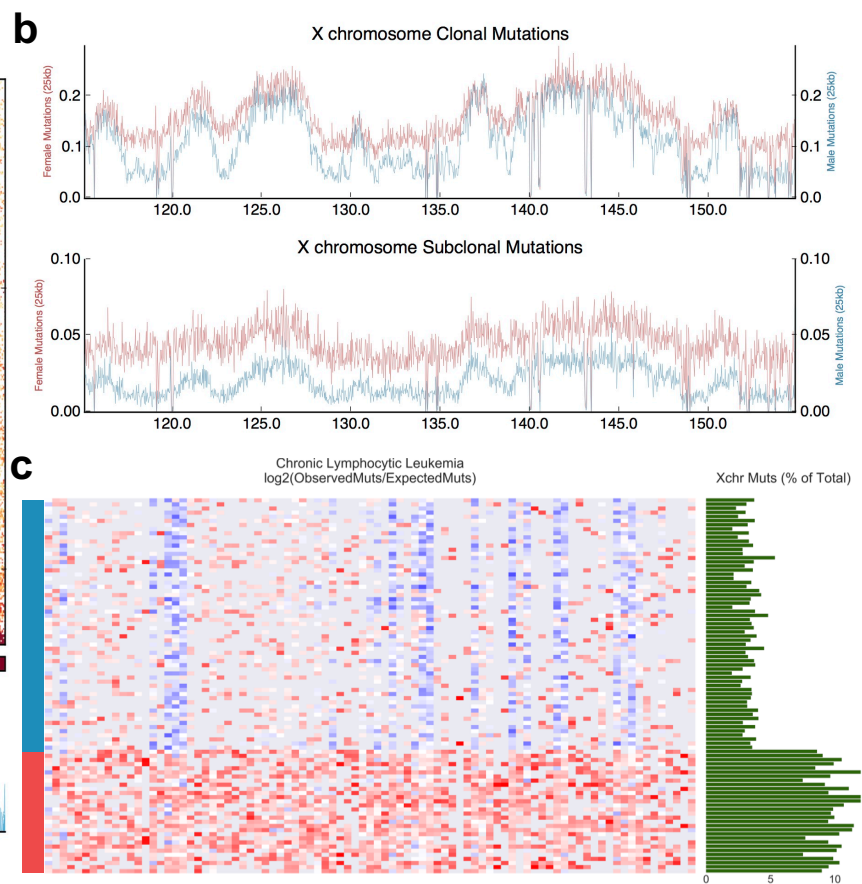 b
X chromosome Clonal Mutations
Female Mutations (25kb)
0.2
0.1
0.0
0.2
0.1
0.0
Male Mutations (25kb)
120.0 125.0 130.0 135.0 140.0 145.0 150.0
X chromosome Subclonal Mutations
Female Mutations (25kb)
0.10
0.05
0.00
0.10
0.05
0.00
Male Mutations (25kb)
120.0 125.0 130.0 135.0 140.0 145.0 150.0
c
Chronic Lymphocytic Leukemia
log2(ObservedMuts/ExpectedMuts)
Xchr Muts (% of Total)
0 5 10